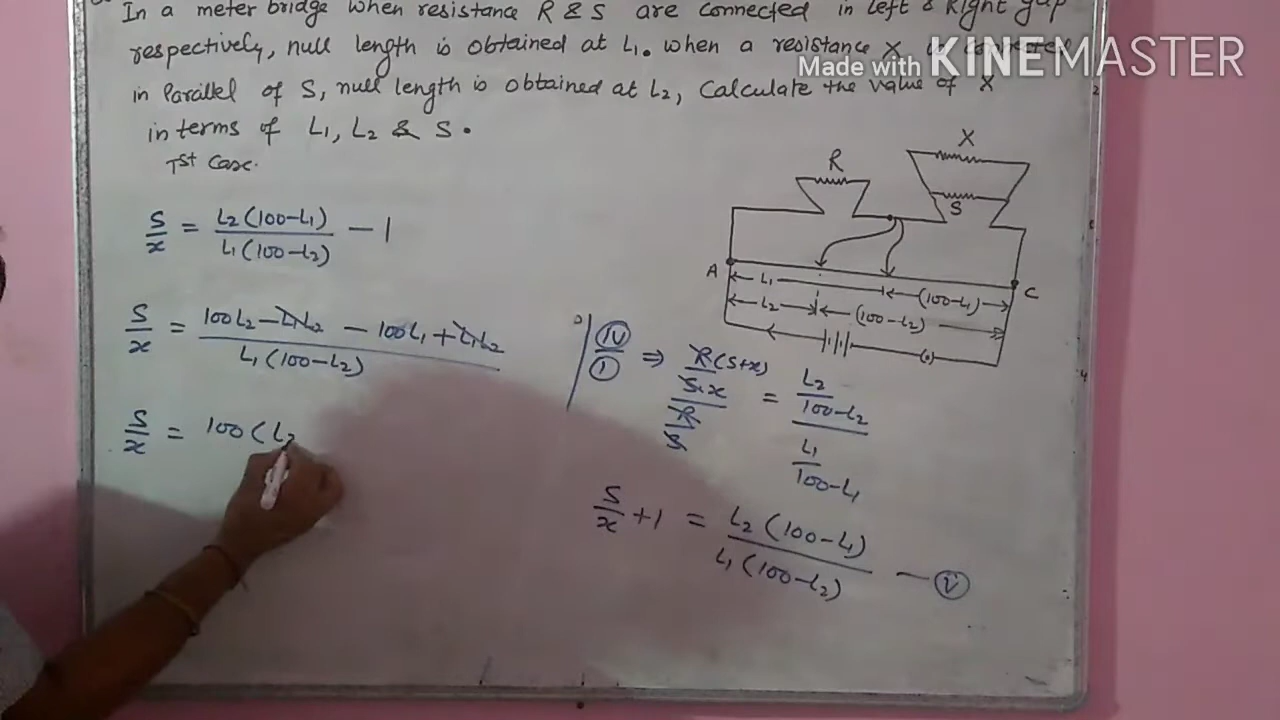 In a meter bridge when resistance R & S are connected in Left & Right gap
respectively, null length is obtained at L1. when a resistance X
Made with KINEMASTER
in Parallel of S, null length is obtained at L2, Calculate the value of X
in terms of L1, L2 & S.
Ist Case.
S/x = L2(100-L1)/L1(100-L2) - 1
S/x = 100L2-L1L2 - 100L1+L1L2/L1(100-L2)
S/x = 100(L2
X
R
S
A
C
L1
(100-L1)
L2
(100-L2)
IV/I ⇒ R(S+x)/S.x / R/S = L2/100-L2 / L1/100-L1
S/x +1 = L2(100-L1)/L1(100-L2) — V